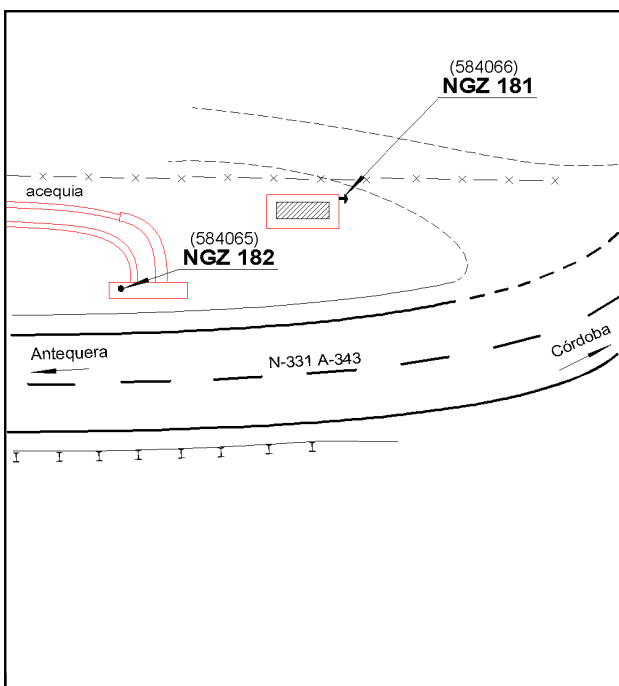 (584066)
NGZ 181
acequia
(584065)
NGZ 182
Antequera
N-331 A-343
Córdoba